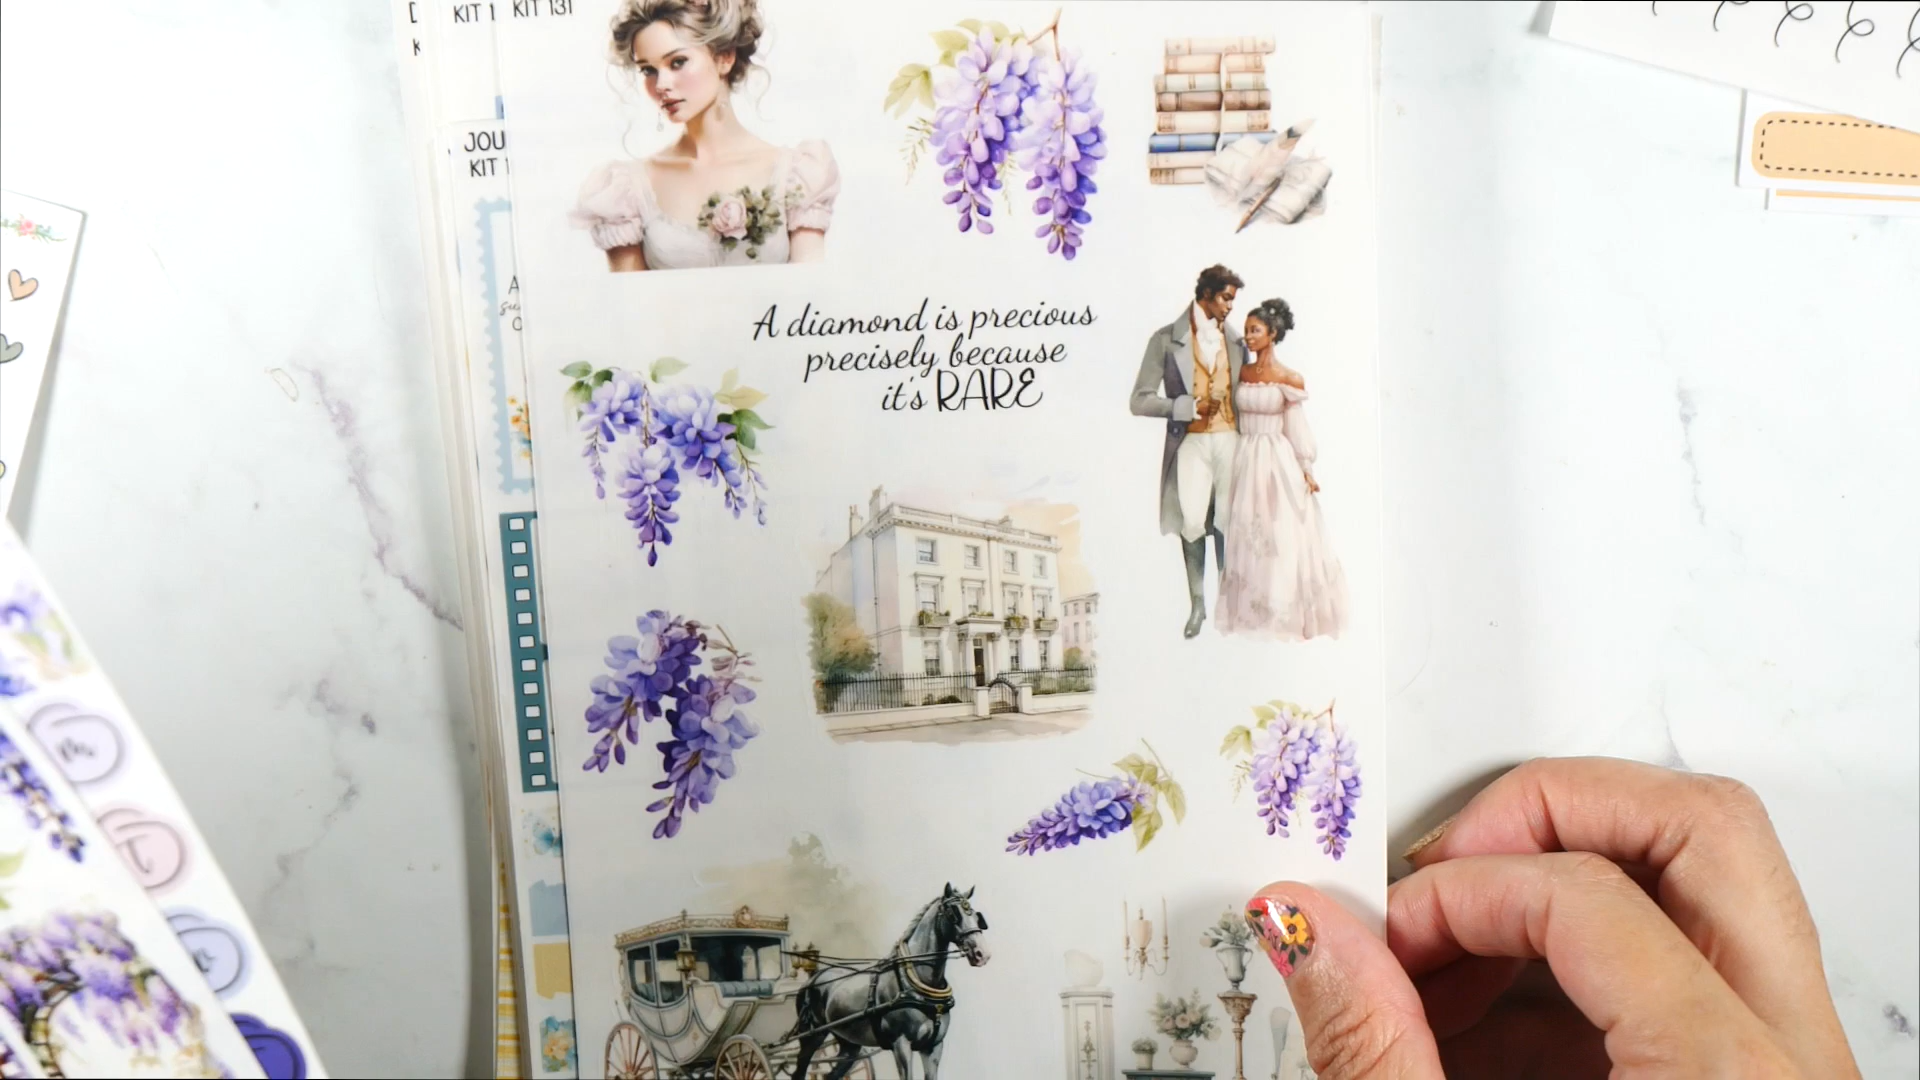 KIT 1
KIT 131
JOU
KIT 1
A diamond is precious
precisely because
it's RARE